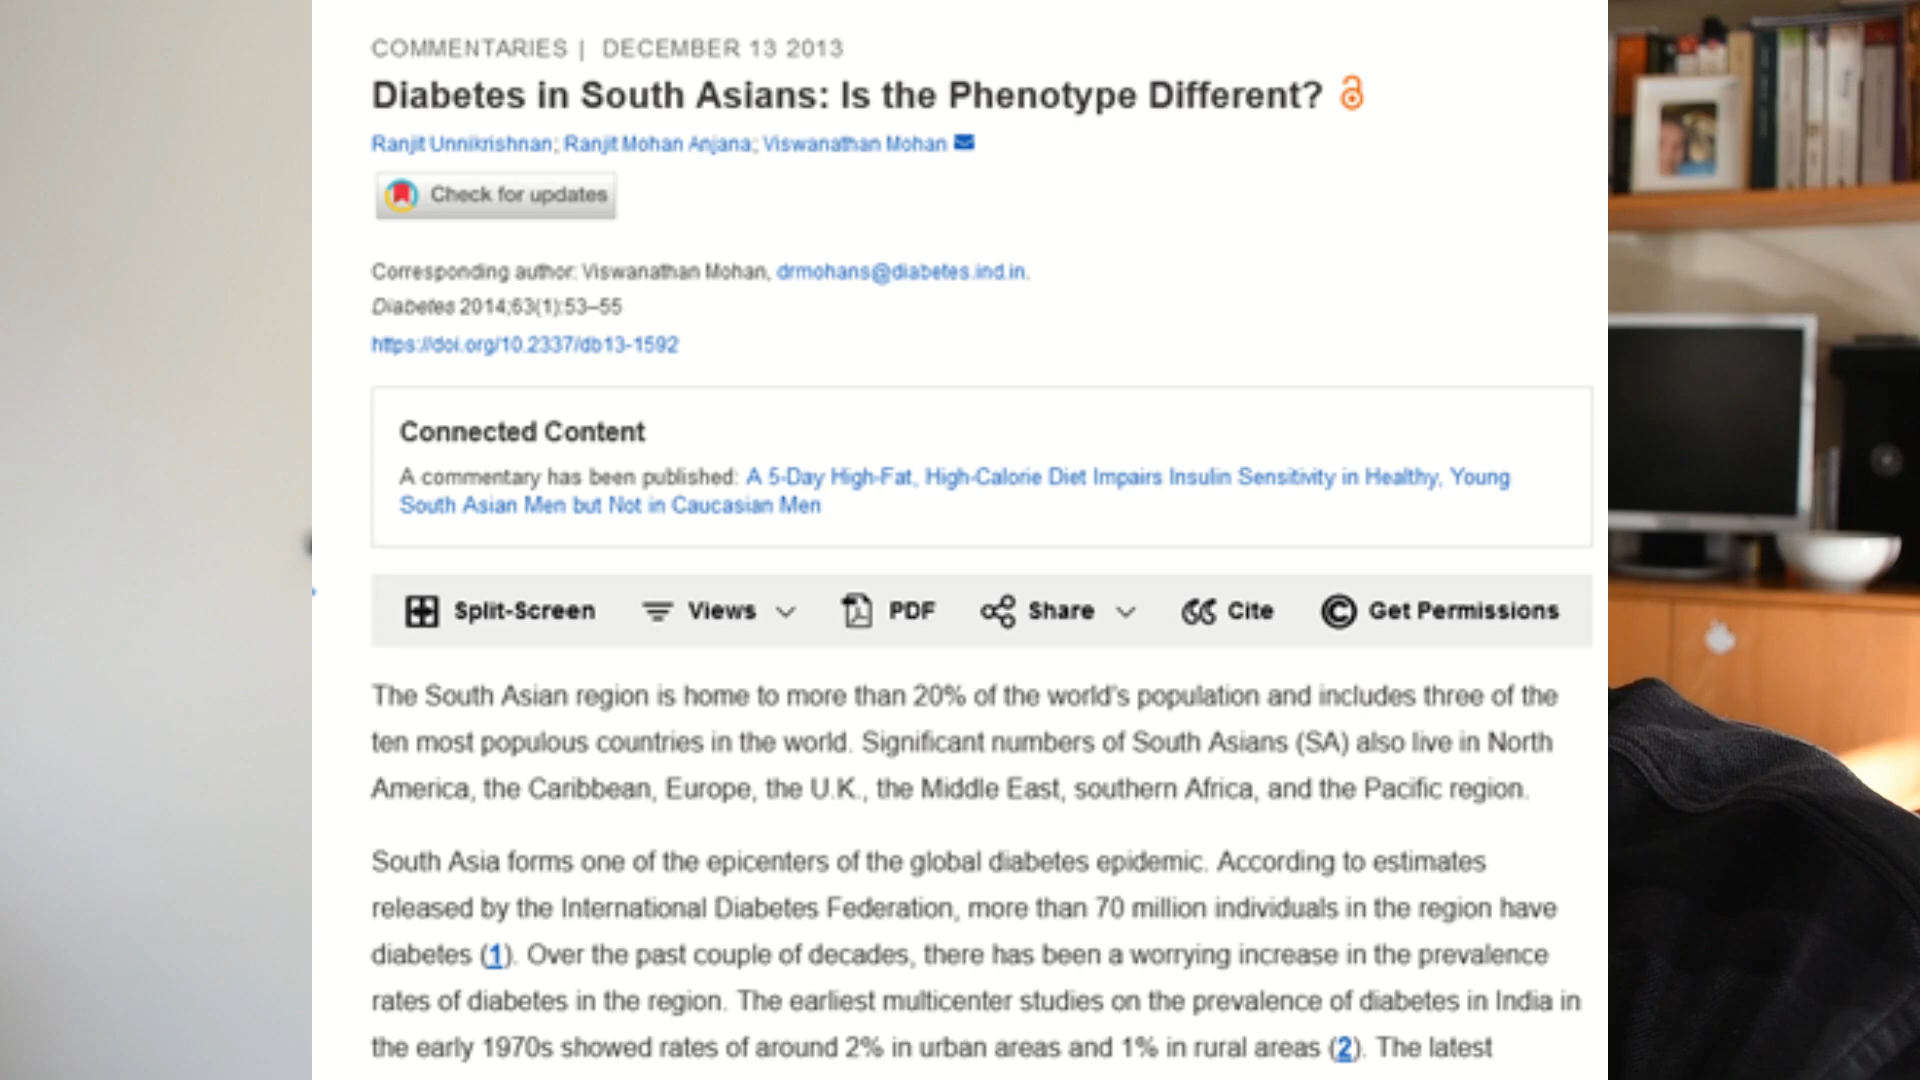 COMMENTARIES | DECEMBER 13 2013
Diabetes in South Asians: Is the Phenotype Different?
Ranjit Unnikrishnan; Ranjit Mohan Anjana; Viswanathan Mohan
Check for updates
Corresponding author: Viswanathan Mohan, drmohans@diabetes.ind.in.
Diabetes 2014;63(1):53–55
https://doi.org/10.2337/db13-1592
Connected Content
A commentary has been published: A 5-Day High-Fat, High-Calorie Diet Impairs Insulin Sensitivity in Healthy, Young
South Asian Men but Not in Caucasian Men
Split-Screen Views PDF Share Cite Get Permissions
The South Asian region is home to more than 20% of the world's population and includes three of the
ten most populous countries in the world. Significant numbers of South Asians (SA) also live in North
America, the Caribbean, Europe, the U.K., the Middle East, southern Africa, and the Pacific region.
South Asia forms one of the epicenters of the global diabetes epidemic. According to estimates
released by the International Diabetes Federation, more than 70 million individuals in the region have
diabetes (1). Over the past couple of decades, there has been a worrying increase in the prevalence
rates of diabetes in the region. The earliest multicenter studies on the prevalence of diabetes in India in
the early 1970s showed rates of around 2% in urban areas and 1% in rural areas (2). The latest